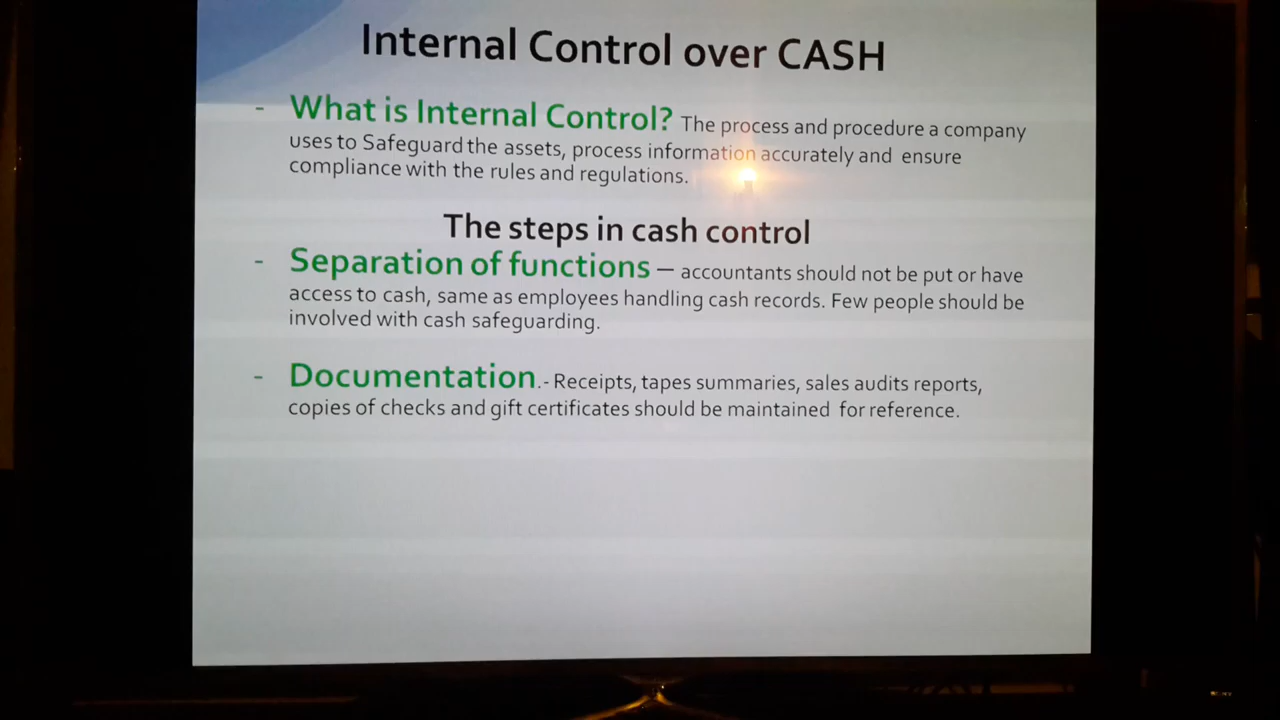 Internal Control over CASH
- What is Internal Control? The process and procedure a company
uses to Safeguard the assets, process information accurately and ensure
compliance with the rules and regulations.
The steps in cash control
- Separation of functions – accountants should not be put or have
access to cash, same as employees handling cash records. Few people should be
involved with cash safeguarding.
- Documentation.- Receipts, tapes summaries, sales audits reports,
copies of checks and gift certificates should be maintained for reference.